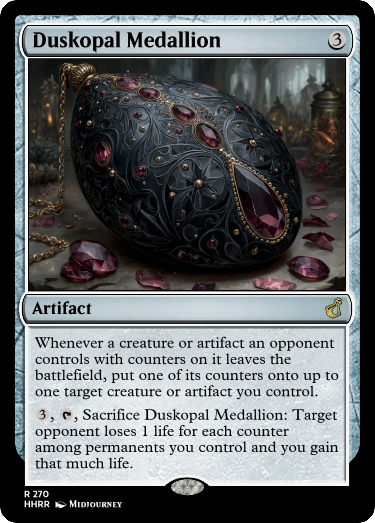 Duskopal Medallion 3
Artifact
Whenever a creature or artifact an opponent
controls with counters on it leaves the
battlefield, put one of its counters onto up to
one target creature or artifact you control.
3, , Sacrifice Duskopal Medallion: Target
opponent loses 1 life for each counter
among permanents you control and you gain
that much life.
R 270
HHRR Midjourney